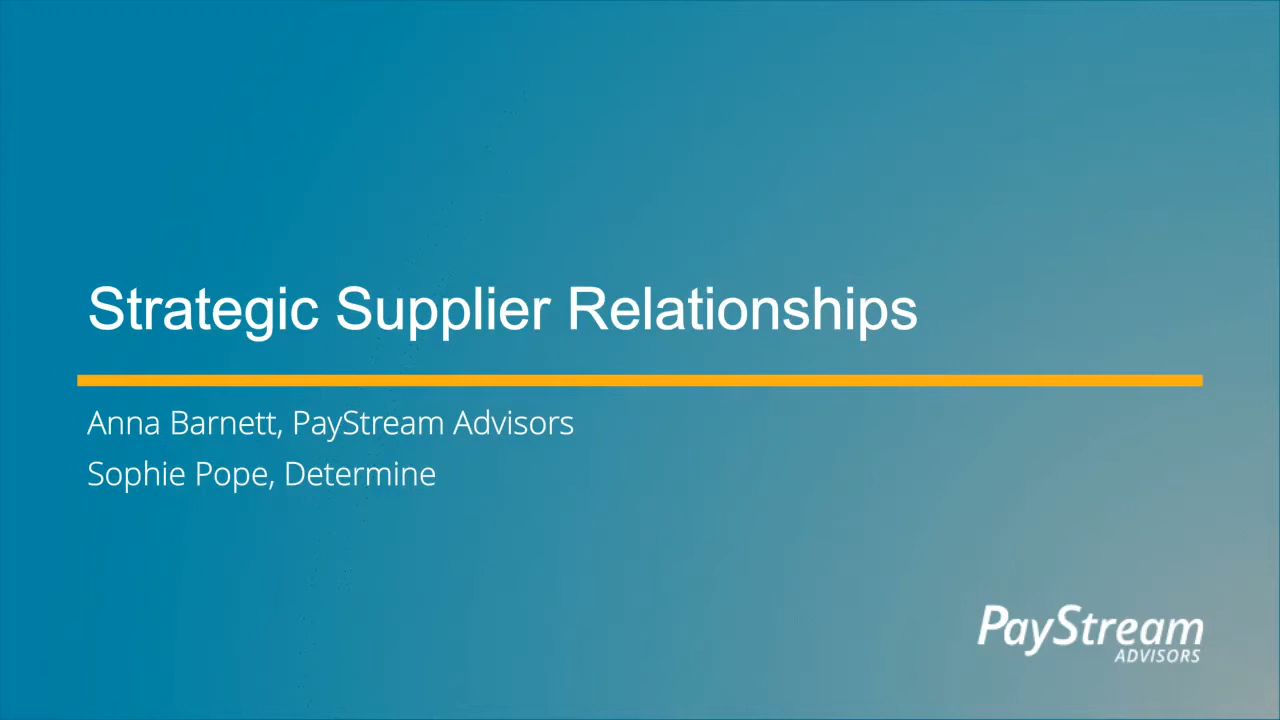 Strategic Supplier Relationships
Anna Barnett, PayStream Advisors
Sophie Pope, Determine
PayStream
ADVISORS